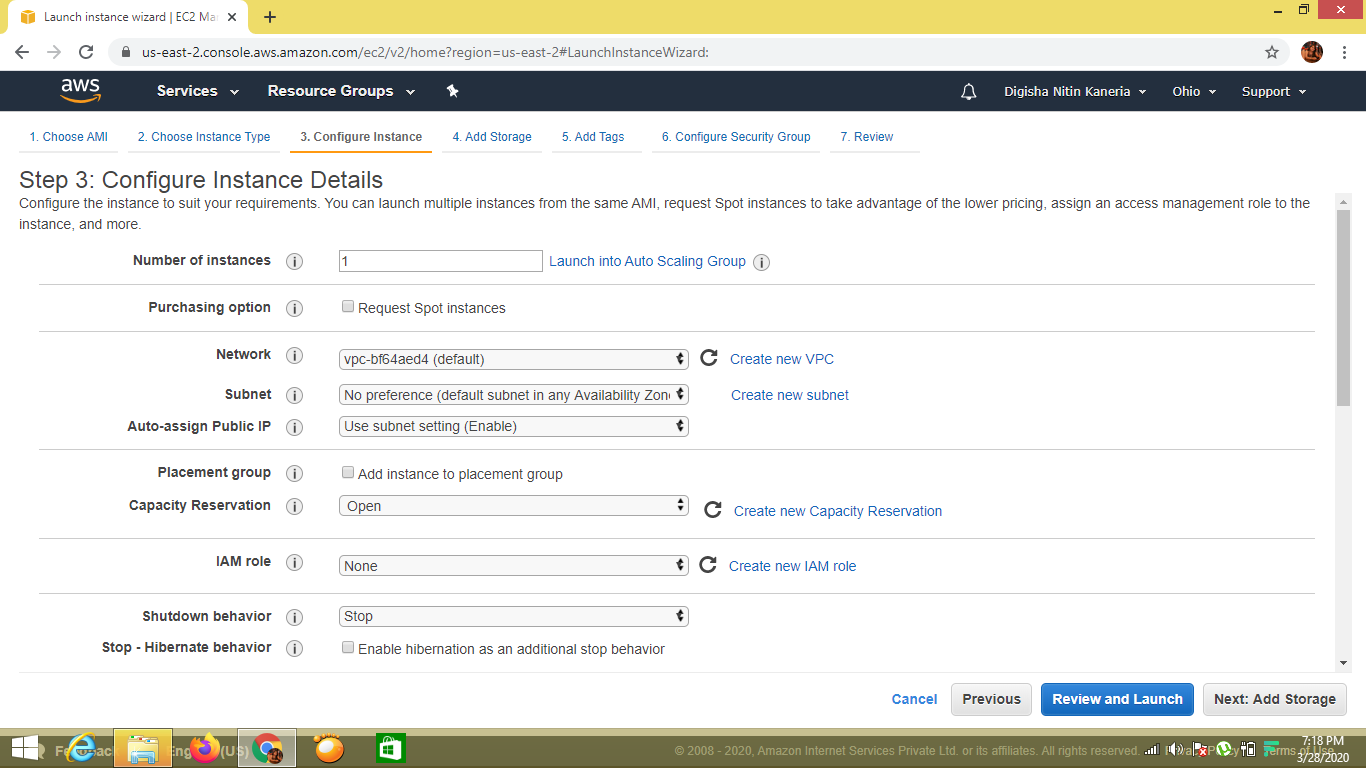 Launch instance wizard | EC2 Ma
us-east-2.console.aws.amazon.com/ec2/v2/home?region=us-east-2#LaunchInstanceWizard:
aws Services Resource Groups Digisha Nitin Kaneria Ohio Support
1. Choose AMI 2. Choose Instance Type 3. Configure Instance 4. Add Storage 5. Add Tags 6. Configure Security Group 7. Review
Step 3: Configure Instance Details
Configure the instance to suit your requirements. You can launch multiple instances from the same AMI, request Spot instances to take advantage of the lower pricing, assign an access management role to the
instance, and more.
Number of instances i 1 Launch into Auto Scaling Group i
Purchasing option i Request Spot instances
Network i vpc-bf64aed4 (default) Create new VPC
Subnet i No preference (default subnet in any Availability Zon Create new subnet
Auto-assign Public IP i Use subnet setting (Enable)
Placement group i Add instance to placement group
Capacity Reservation i Open Create new Capacity Reservation
IAM role i None Create new IAM role
Shutdown behavior i Stop
Stop - Hibernate behavior i Enable hibernation as an additional stop behavior
Cancel Previous Review and Launch Next: Add Storage
(US) © 2008 - 2020, Amazon Internet Services Private Ltd. or its affiliates. All rights reserved.
7:18 PM
3/28/2020